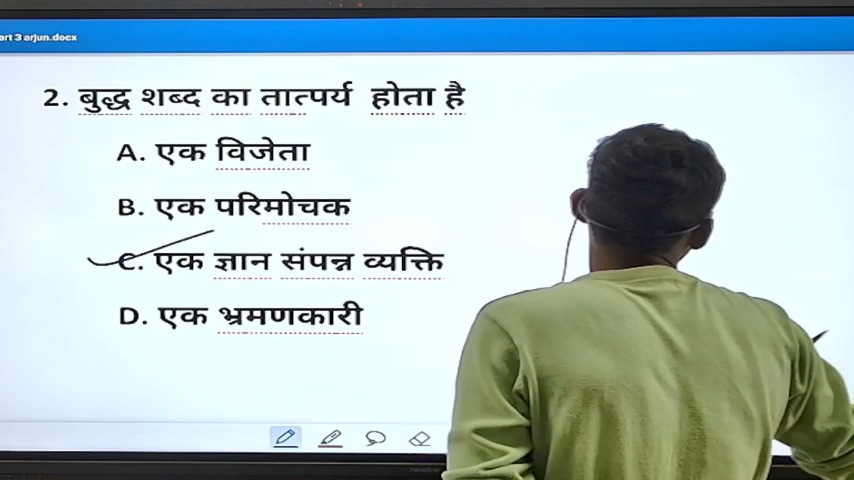 art 3 arjun.docx
2. बुद्ध शब्द का तात्पर्य होता है
A. एक विजेता
B. एक परिमोचक
C. एक ज्ञान संपन्न व्यक्ति
D. एक भ्रमणकारी